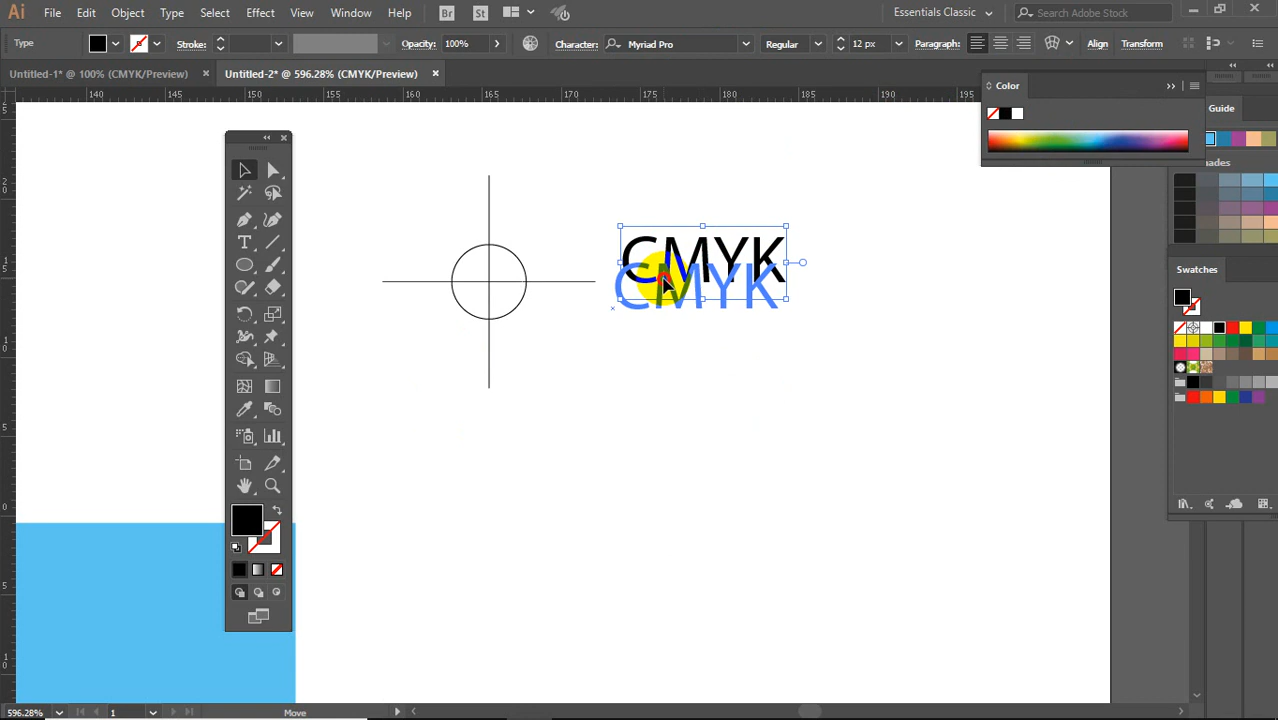 Ai File Edit Object Type Select Effect View Window Help Br St Essentials Classic Search Adobe Stock
Type Stroke: Opacity: 100% Character: Myriad Pro Regular 12 px Paragraph: Align Transform
Untitled-1* @ 100% (CMYK/Preview) × Untitled-2* @ 596.28% (CMYK/Preview) ×
Color
Guide
140 145 150 155 160 165 170 175 180 185 190 195
CMYK
CMYK
Swatches
596.28% 1 Move